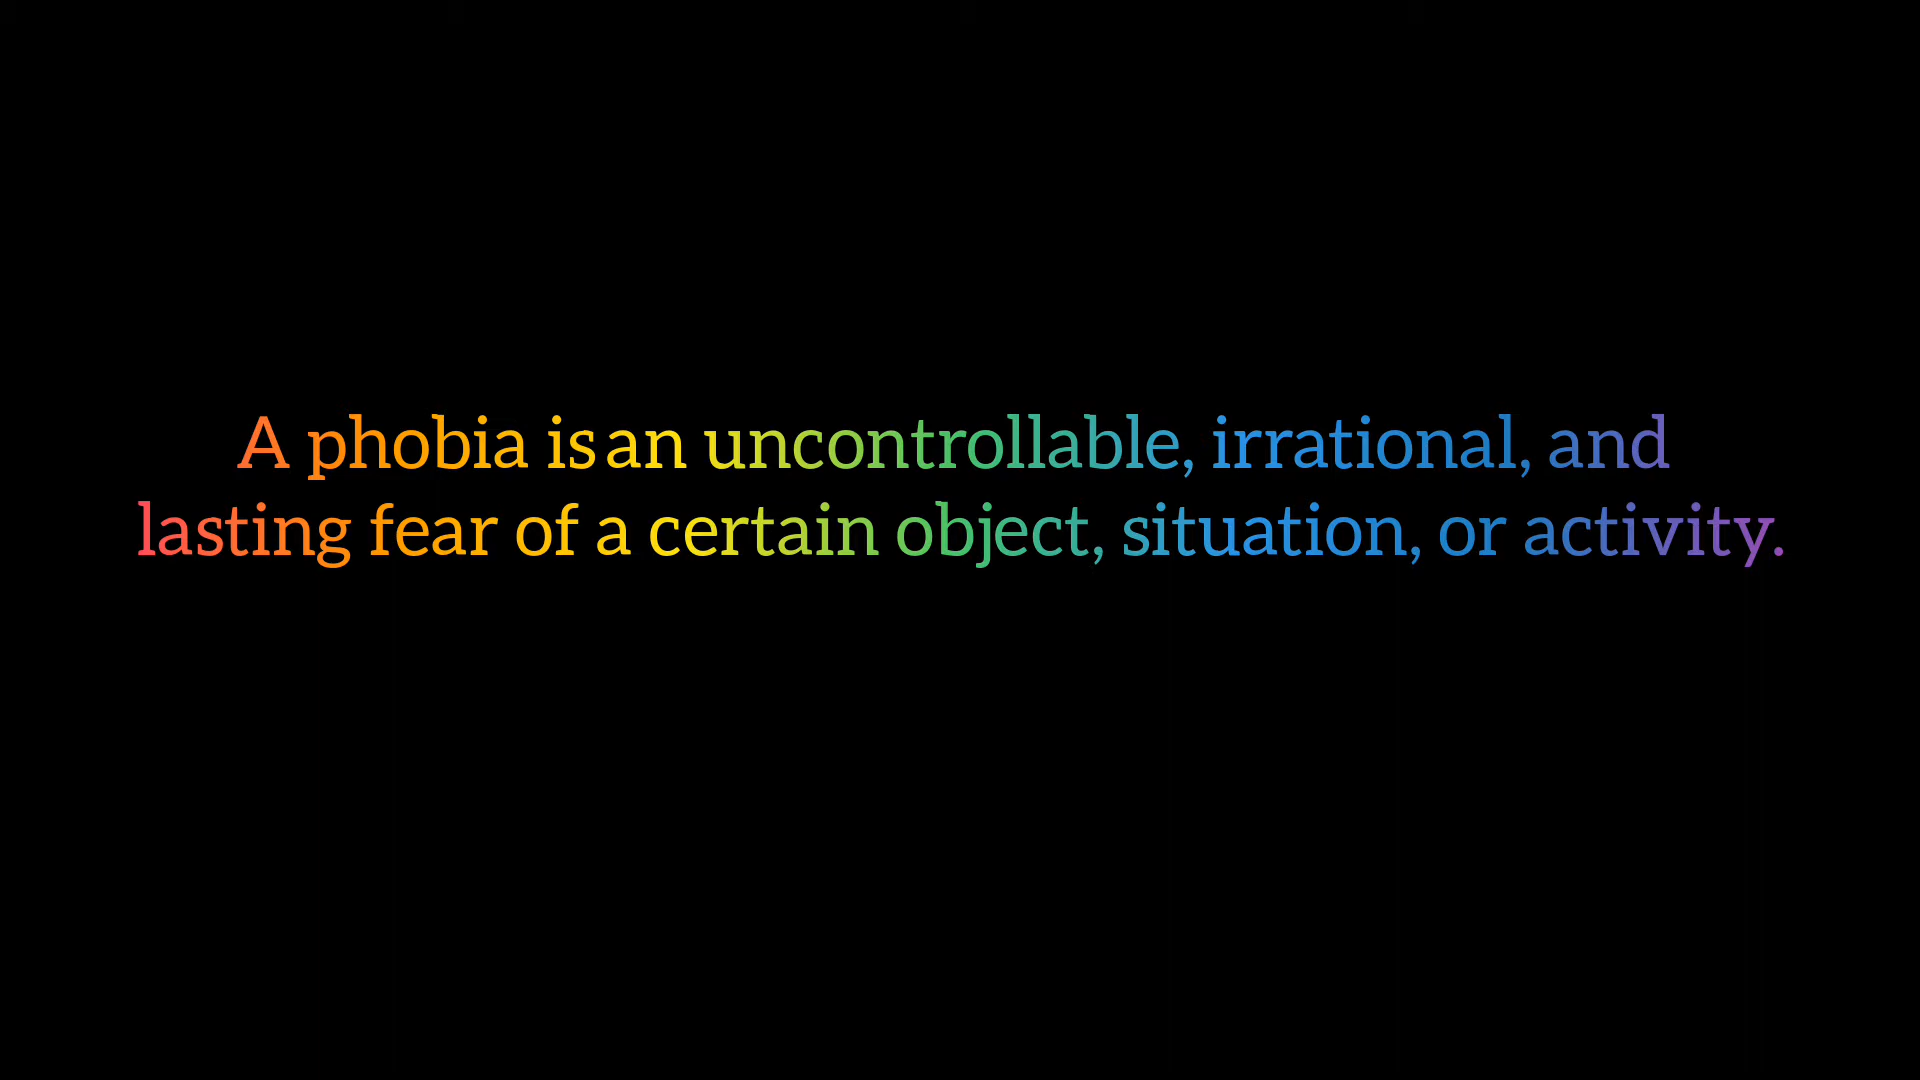 A phobia is an uncontrollable, irrational, and
lasting fear of a certain object, situation, or activity.